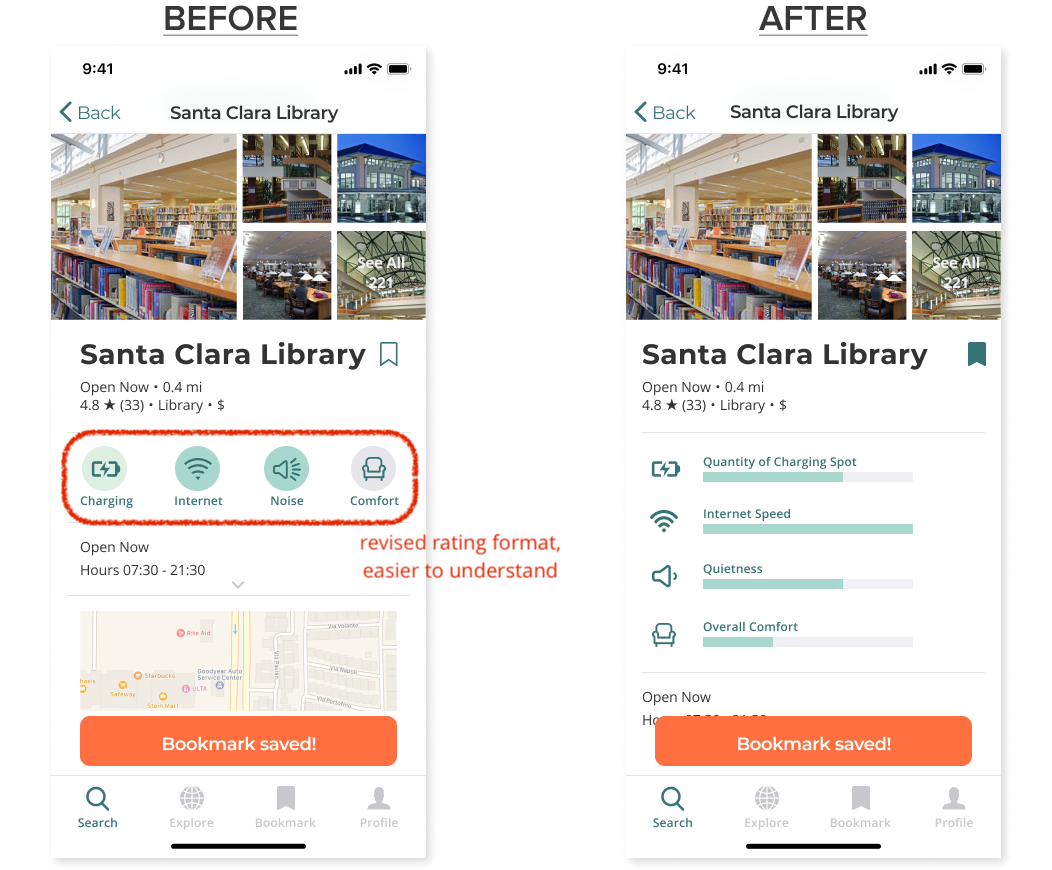 BEFORE
9:41
Back
Santa Clara Library
See All
221
Santa Clara Library
Open Now • 0.4 mi
4.8 ★ (33) • Library • $
Charging
Internet
Noise
Comfort
revised rating format,
easier to understand
Open Now
Hours 07:30 - 21:30
Via Volante
Rite Aid
Via Parino
Via Napoli
Goodyear Auto
Service Center
Starbucks
Safeway
ULTA
Stein Mart
Via Portofino
Bookmark saved!
Search
Explore
Bookmark
Profile
AFTER
9:41
Back
Santa Clara Library
See All
221
Santa Clara Library
Open Now • 0.4 mi
4.8 ★ (33) • Library • $
Quantity of Charging Spot
Internet Speed
Quietness
Overall Comfort
Open Now
Bookmark saved!
Search
Explore
Bookmark
Profile